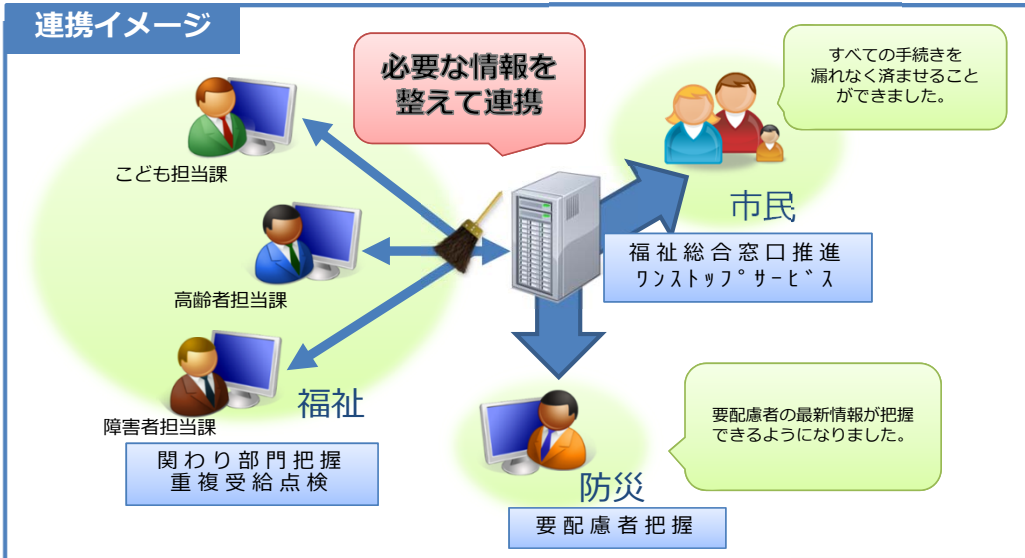 連携イメージ
必要な情報を
整えて連携
すべての手続きを
漏れなく済ませること
ができました。
こども担当課
市民
福祉総合窓口推進
ワンストップサービス
高齢者担当課
福祉
障害者担当課
関わり部門把握
重複受給点検
要配慮者の最新情報が把握
できるようになりました。
防災
要配慮者把握